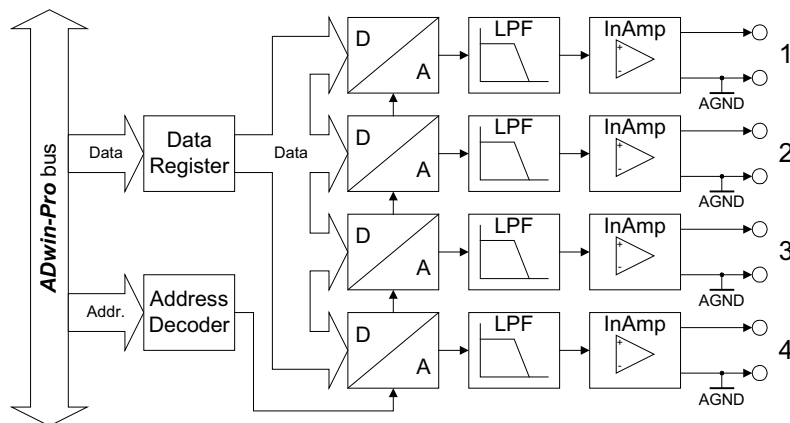 ADwin-Pro bus
Data
Data
Register
Data
Addr.
Address
Decoder
D
A
LPF
InAmp
+
-
AGND
1
D
A
LPF
InAmp
+
-
AGND
2
D
A
LPF
InAmp
+
-
AGND
3
D
A
LPF
InAmp
+
-
AGND
4